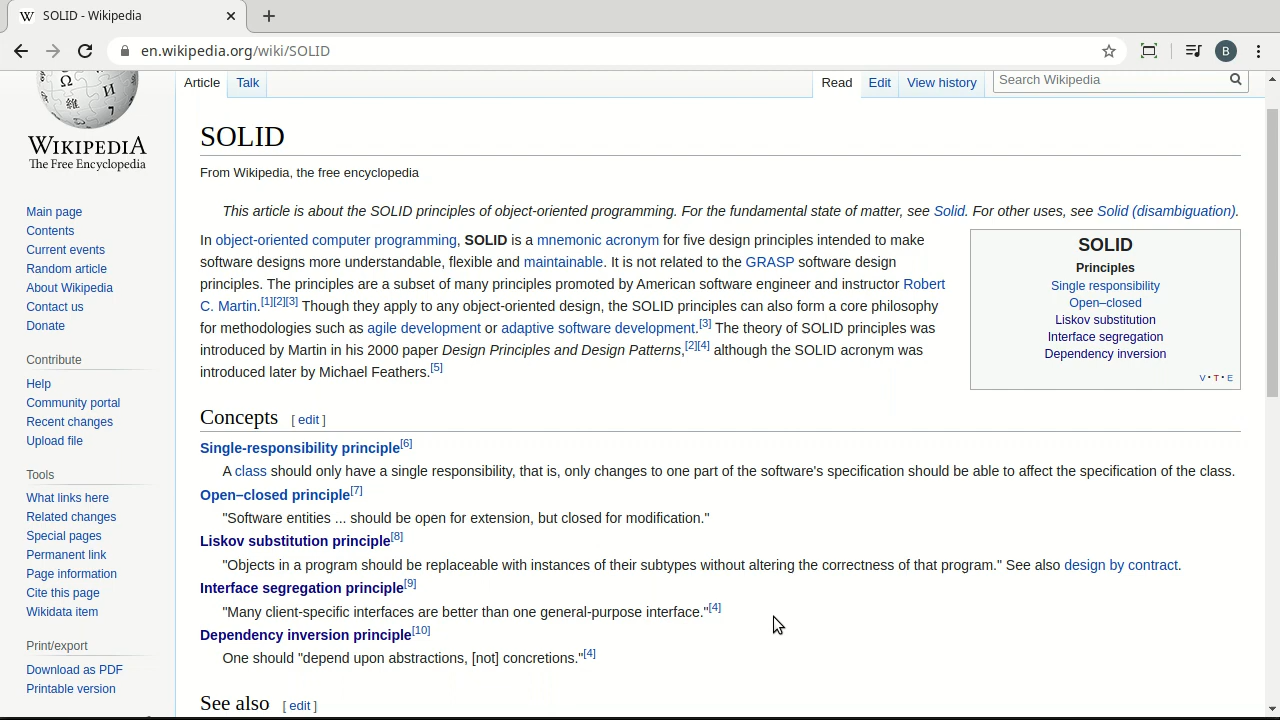 SOLID - Wikipedia
en.wikipedia.org/wiki/SOLID
B
Article Talk Read Edit View history Search Wikipedia
WIKIPEDIA
The Free Encyclopedia
Main page
Contents
Current events
Random article
About Wikipedia
Contact us
Donate
Contribute
Help
Community portal
Recent changes
Upload file
Tools
What links here
Related changes
Special pages
Permanent link
Page information
Cite this page
Wikidata item
Print/export
Download as PDF
Printable version
SOLID
From Wikipedia, the free encyclopedia
This article is about the SOLID principles of object-oriented programming. For the fundamental state of matter, see Solid. For other uses, see Solid (disambiguation).
In object-oriented computer programming, SOLID is a mnemonic acronym for five design principles intended to make
software designs more understandable, flexible and maintainable. It is not related to the GRASP software design
principles. The principles are a subset of many principles promoted by American software engineer and instructor Robert
C. Martin.[1][2][3] Though they apply to any object-oriented design, the SOLID principles can also form a core philosophy
for methodologies such as agile development or adaptive software development.[3] The theory of SOLID principles was
introduced by Martin in his 2000 paper Design Principles and Design Patterns,[2][4] although the SOLID acronym was
introduced later by Michael Feathers.[5]
SOLID
Principles
Single responsibility
Open–closed
Liskov substitution
Interface segregation
Dependency inversion
V • T • E
Concepts [ edit ]
Single-responsibility principle[6]
A class should only have a single responsibility, that is, only changes to one part of the software's specification should be able to affect the specification of the class.
Open–closed principle[7]
"Software entities ... should be open for extension, but closed for modification."
Liskov substitution principle[8]
"Objects in a program should be replaceable with instances of their subtypes without altering the correctness of that program." See also design by contract.
Interface segregation principle[9]
"Many client-specific interfaces are better than one general-purpose interface."[4]
Dependency inversion principle[10]
One should "depend upon abstractions, [not] concretions."[4]
See also [ edit ]